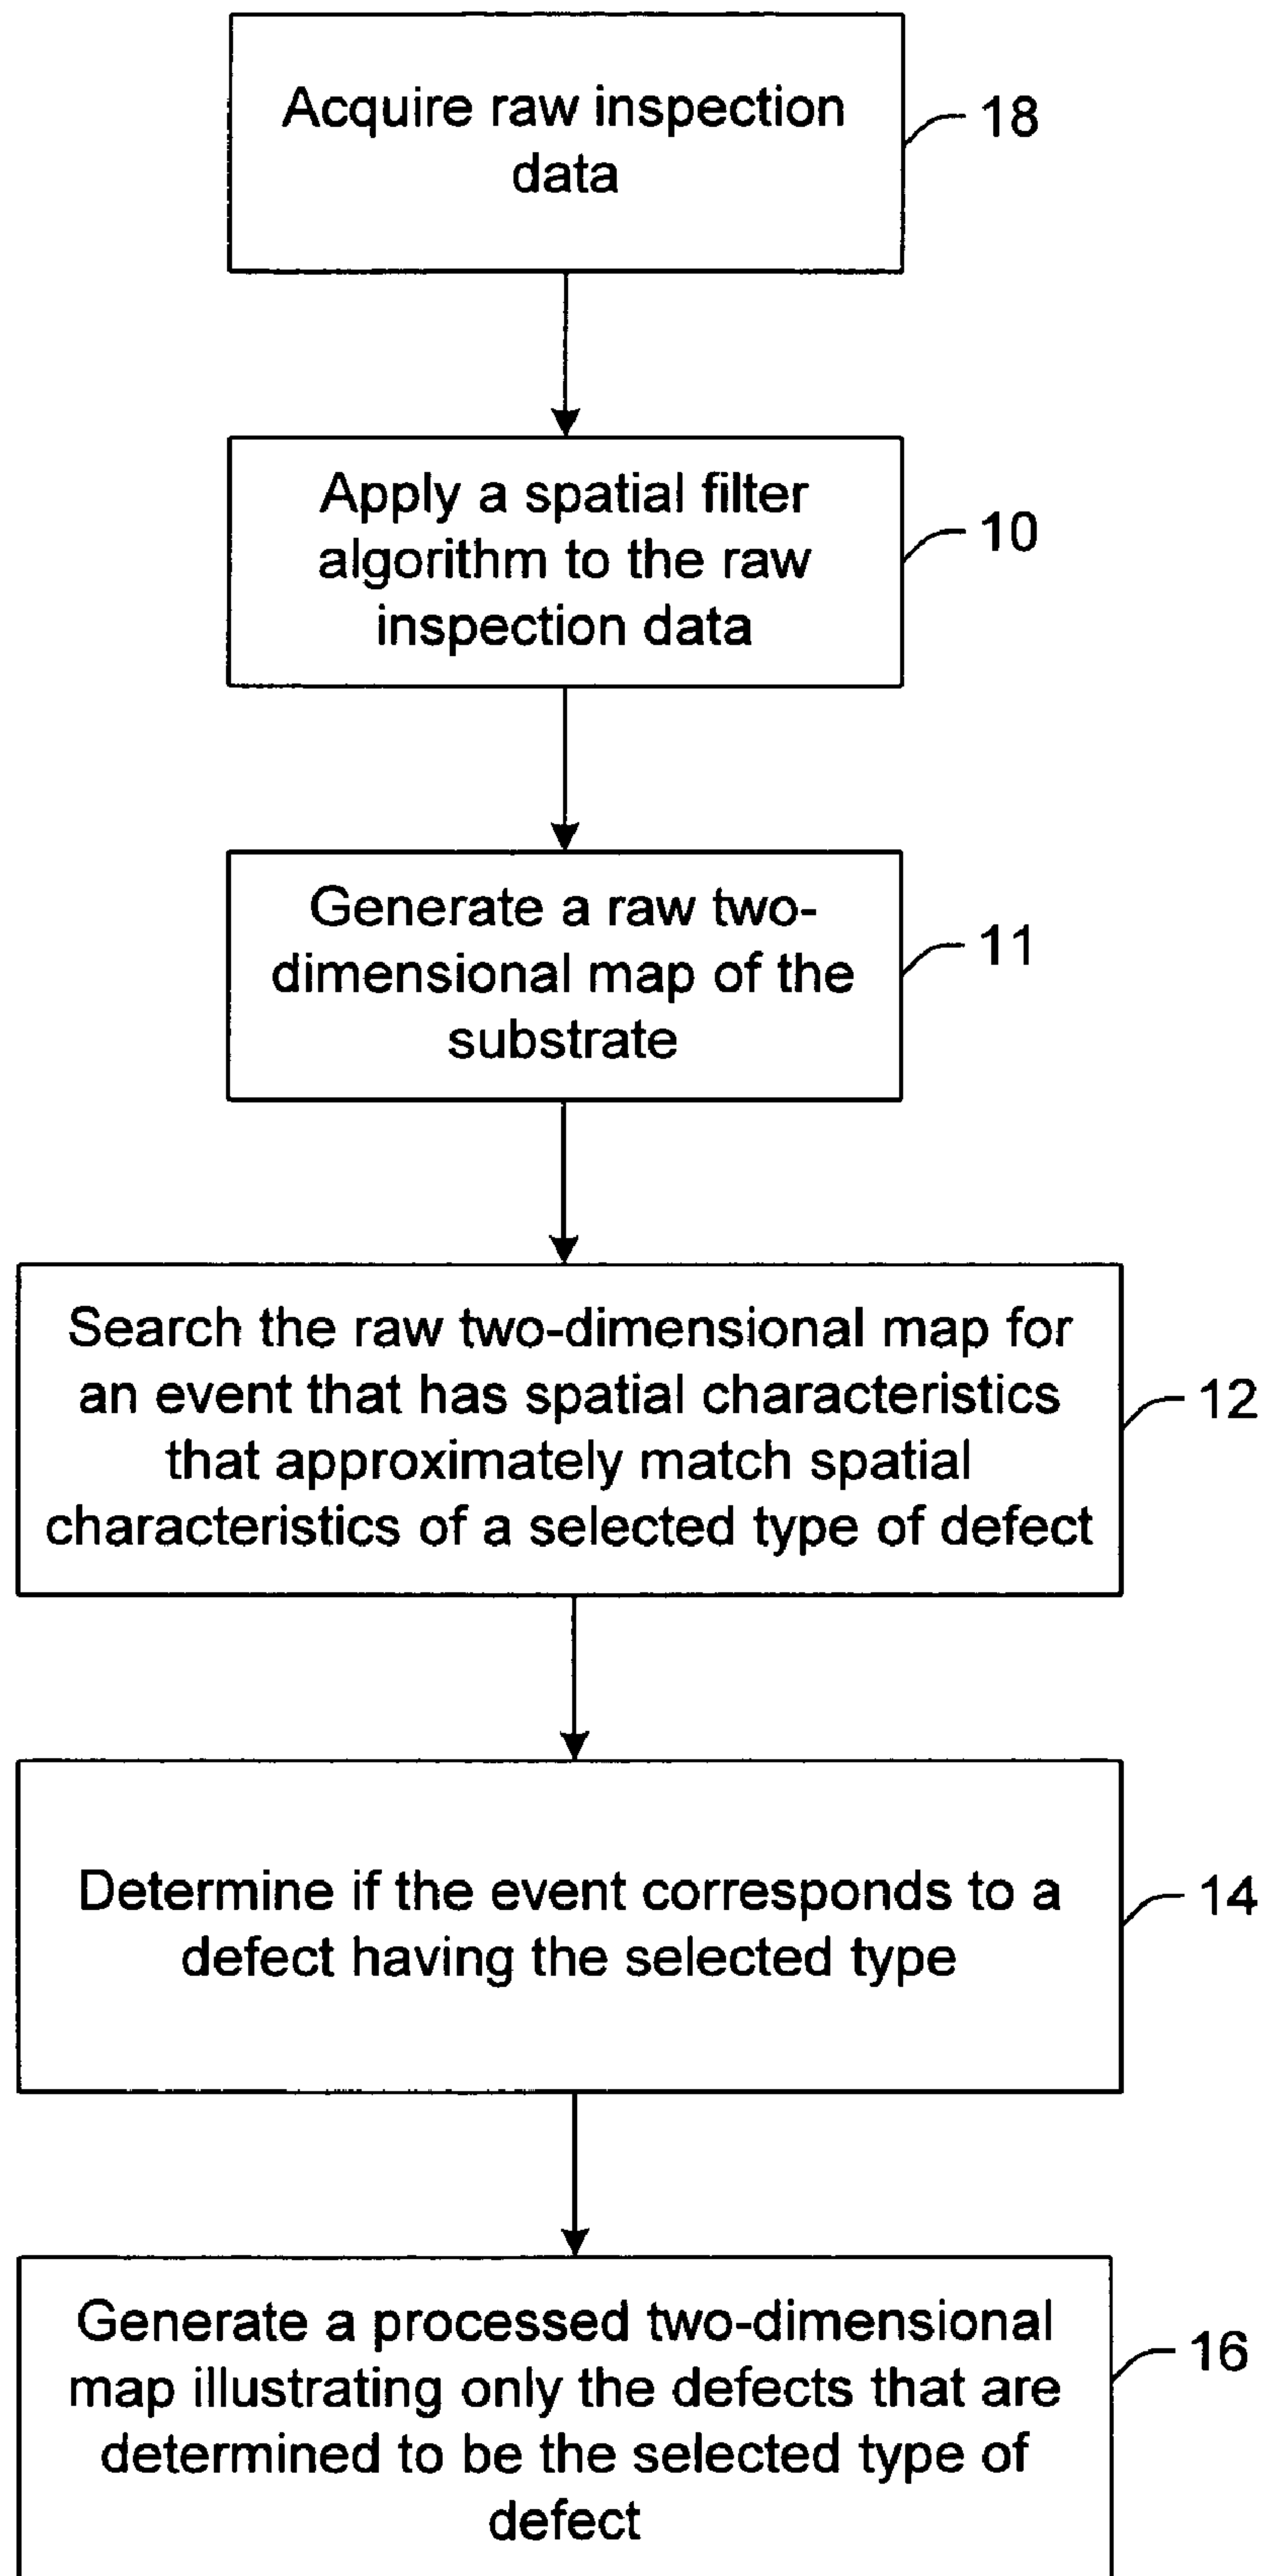 Acquire raw inspection
data
18
Apply a spatial filter
algorithm to the raw
inspection data
10
Generate a raw two-
dimensional map of the
substrate
11
Search the raw two-dimensional map for
an event that has spatial characteristics
that approximately match spatial
characteristics of a selected type of defect
12
Determine if the event corresponds to a
defect having the selected type
14
Generate a processed two-dimensional
map illustrating only the defects that are
determined to be the selected type of
defect
16